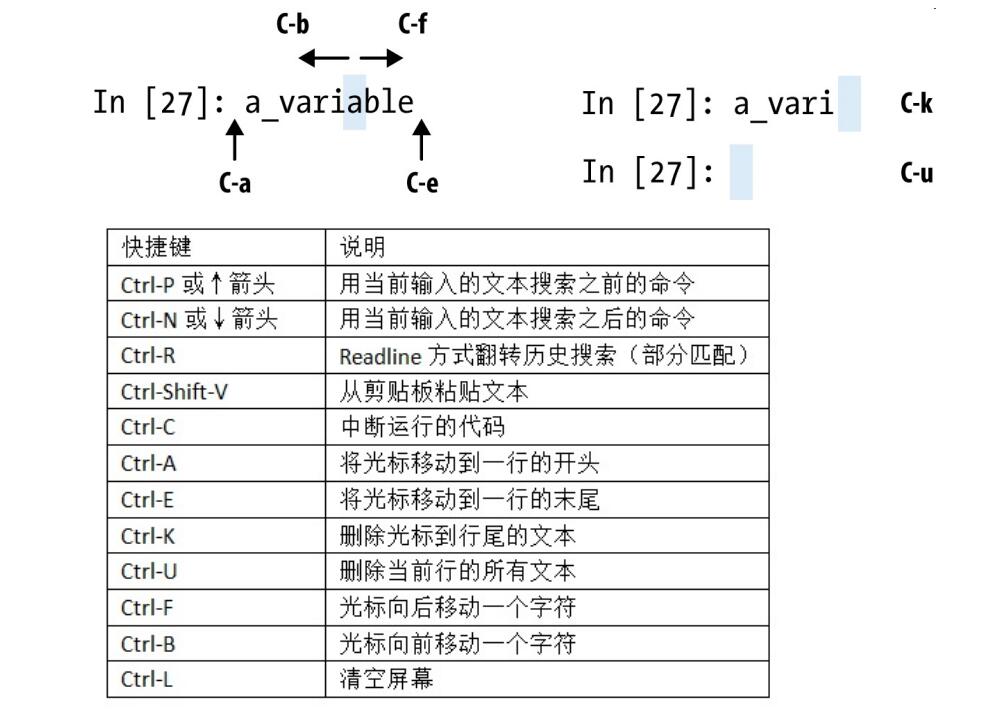 C-b C-f
In [27]: a_variable
C-a C-e
In [27]: a_vari C-k
In [27]: C-u
快捷键 说明
Ctrl-P 或↑箭头 用当前输入的文本搜索之前的命令
Ctrl-N 或↓箭头 用当前输入的文本搜索之后的命令
Ctrl-R Readline 方式翻转历史搜索（部分匹配）
Ctrl-Shift-V 从剪贴板粘贴文本
Ctrl-C 中断运行的代码
Ctrl-A 将光标移动到一行的开头
Ctrl-E 将光标移动到一行的末尾
Ctrl-K 删除光标到行尾的文本
Ctrl-U 删除当前行的所有文本
Ctrl-F 光标向后移动一个字符
Ctrl-B 光标向前移动一个字符
Ctrl-L 清空屏幕